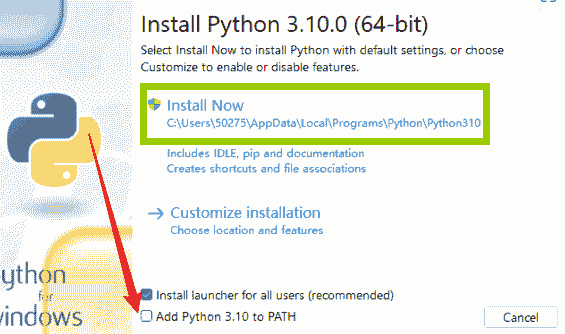 Install Python 3.10.0 (64-bit)
Select Install Now to install Python with default settings, or choose
Customize to enable or disable features.
Install Now
C:\Users\50275\AppData\Local\Programs\Python\Python310
Includes IDLE, pip and documentation
Creates shortcuts and file associations
Customize installation
Choose location and features
ython
for
windows
Install launcher for all users (recommended)
Add Python 3.10 to PATH
Cancel